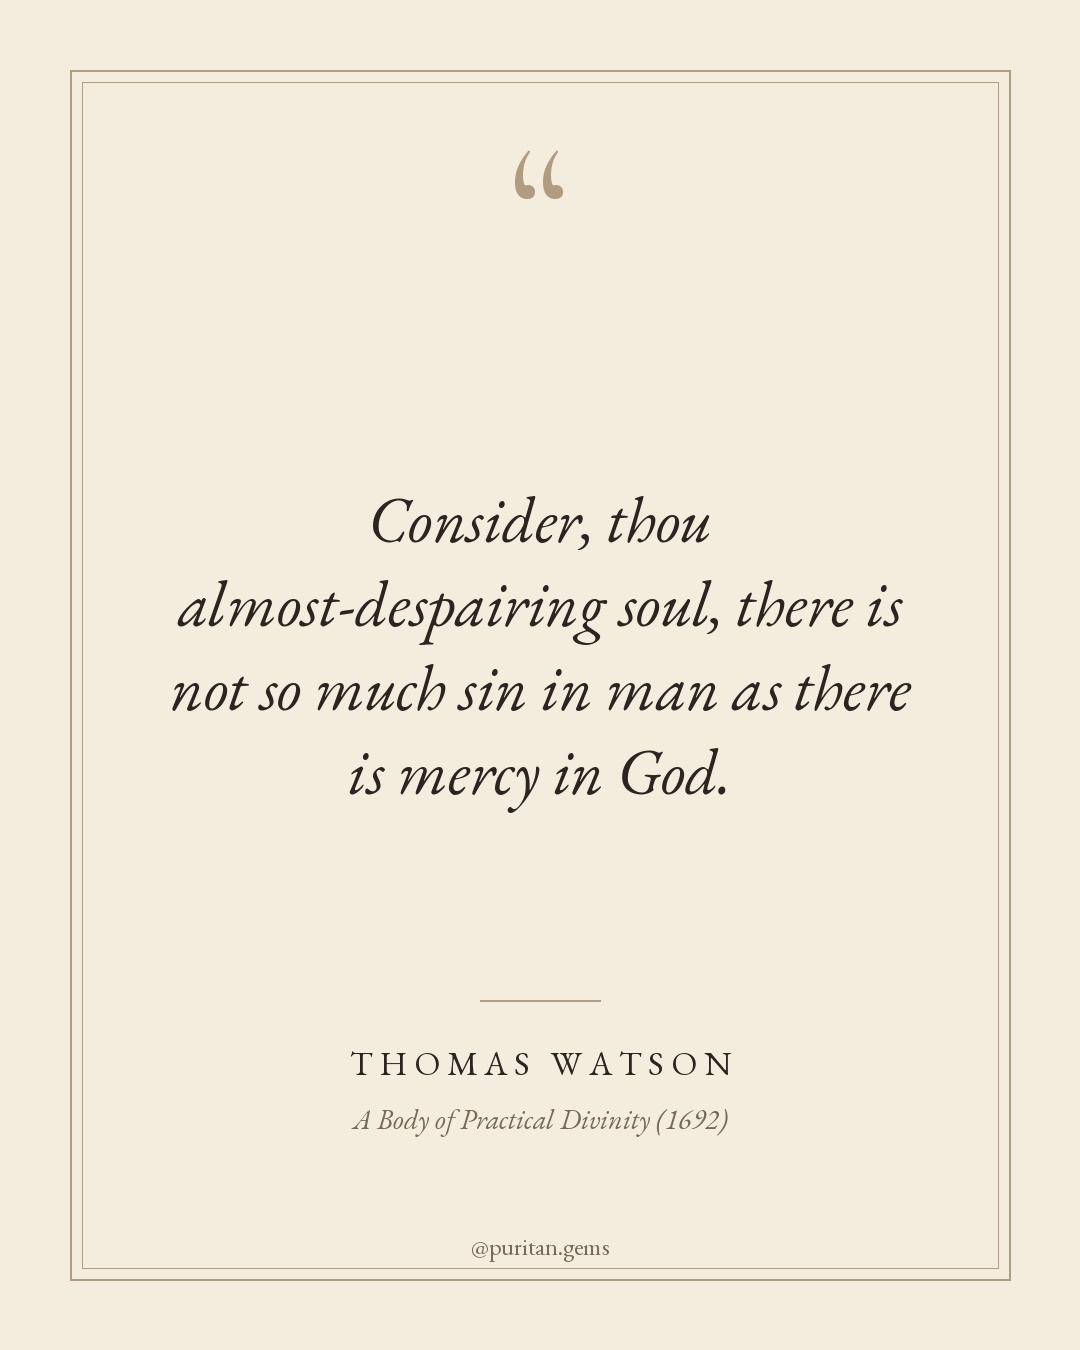 “
Consider, thou
almost-despairing soul, there is
not so much sin in man as there
is mercy in God.
THOMAS WATSON
A Body of Practical Divinity (1692)
@puritan.gems